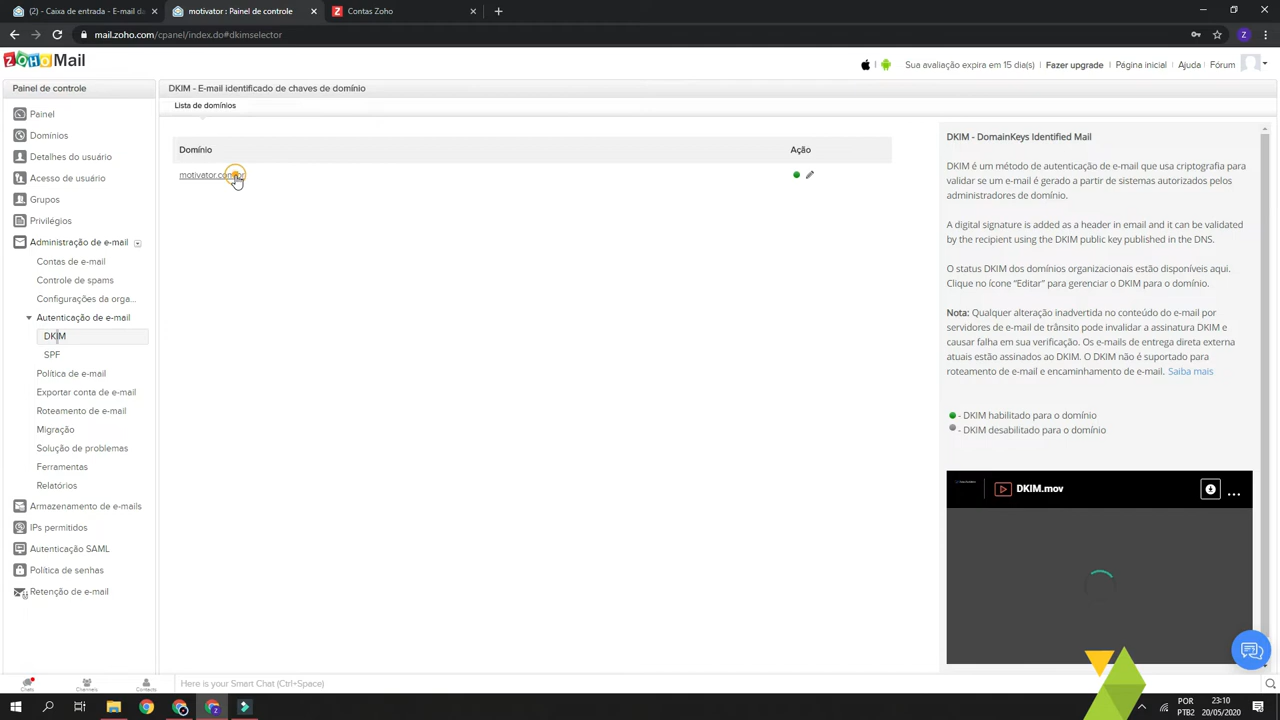 (2) - Caixa de entrada - E-mail da
motivator : Painel de controle
Contas Zoho
mail.zoho.com/cpanel/index.do#dkimselector
Z
ZOHO Mail
Sua avaliação expira em 15 dia(s)
Fazer upgrade
Página inicial
Ajuda
Fórum
Painel de controle
DKIM - E-mail identificado de chaves de domínio
Lista de domínios
Painel
Domínios
Detalhes do usuário
Acesso de usuário
Grupos
Privilégios
Administração de e-mail
Contas de e-mail
Controle de spams
Configurações da orga...
Autenticação de e-mail
DKIM
SPF
Política de e-mail
Exportar conta de e-mail
Roteamento de e-mail
Migração
Solução de problemas
Ferramentas
Relatórios
Armazenamento de e-mails
IPs permitidos
Autenticação SAML
Política de senhas
Retenção de e-mail
Domínio
Ação
DKIM - DomainKeys Identified Mail
DKIM é um método de autenticação de e-mail que usa criptografia para
validar se um e-mail é gerado a partir de sistemas autorizados pelos
administradores de domínio.
A digital signature is added as a header in email and it can be validated
by the recipient using the DKIM public key published in the DNS.
O status DKIM dos domínios organizacionais estão disponíveis aqui.
Clique no ícone “Editar” para gerenciar o DKIM para o domínio.
Nota: Qualquer alteração inadvertida no conteúdo do e-mail por
servidores de e-mail de trânsito pode invalidar a assinatura DKIM e
causar falha em sua verificação. Os e-mails de entrega direta externa
atuais estão assinados ao DKIM. O DKIM não é suportado para
roteamento de e-mail e encaminhamento de e-mail. Saiba mais
- DKIM habilitado para o domínio
- DKIM desabilitado para o domínio
DKIM.mov
Chats
Channels
Contacts
Here is your Smart Chat (Ctrl+Space)
POR
PTB2
23:10
20/05/2020